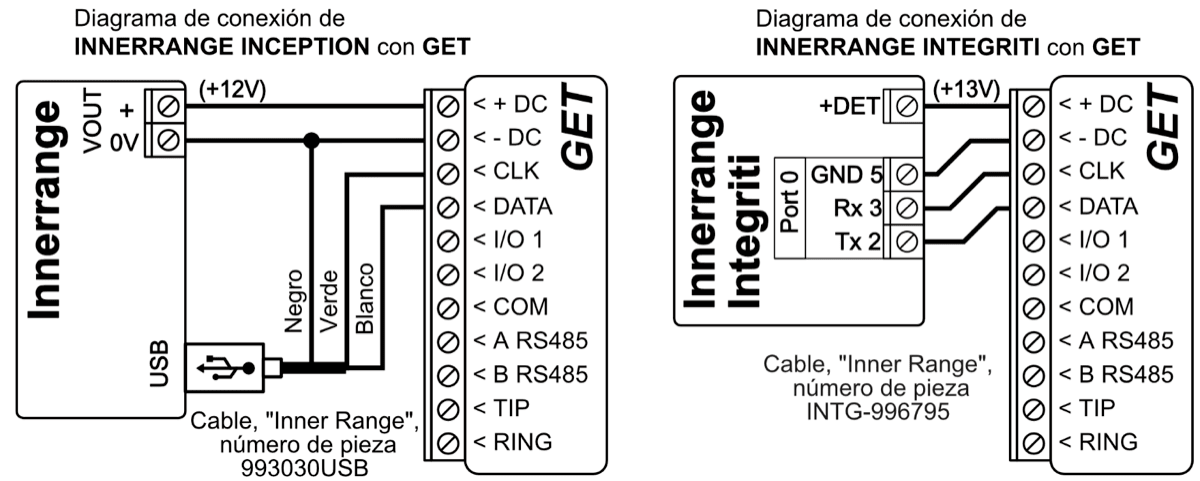 Diagrama de conexión de
INNERRANGE INCEPTION con GET
Innerrange
VOUT
+
0V
(+12V)
USB
Negro
Verde
Blanco
GET
< + DC
< - DC
< CLK
< DATA
< I/O 1
< I/O 2
< COM
< A RS485
< B RS485
< TIP
< RING
Cable, "Inner Range",
número de pieza
993030USB
Diagrama de conexión de
INNERRANGE INTEGRITI con GET
Innerrange
Integriti
+DET
(+13V)
Port 0
GND 5
Rx 3
Tx 2
GET
< + DC
< - DC
< CLK
< DATA
< I/O 1
< I/O 2
< COM
< A RS485
< B RS485
< TIP
< RING
Cable, "Inner Range",
número de pieza
INTG-996795